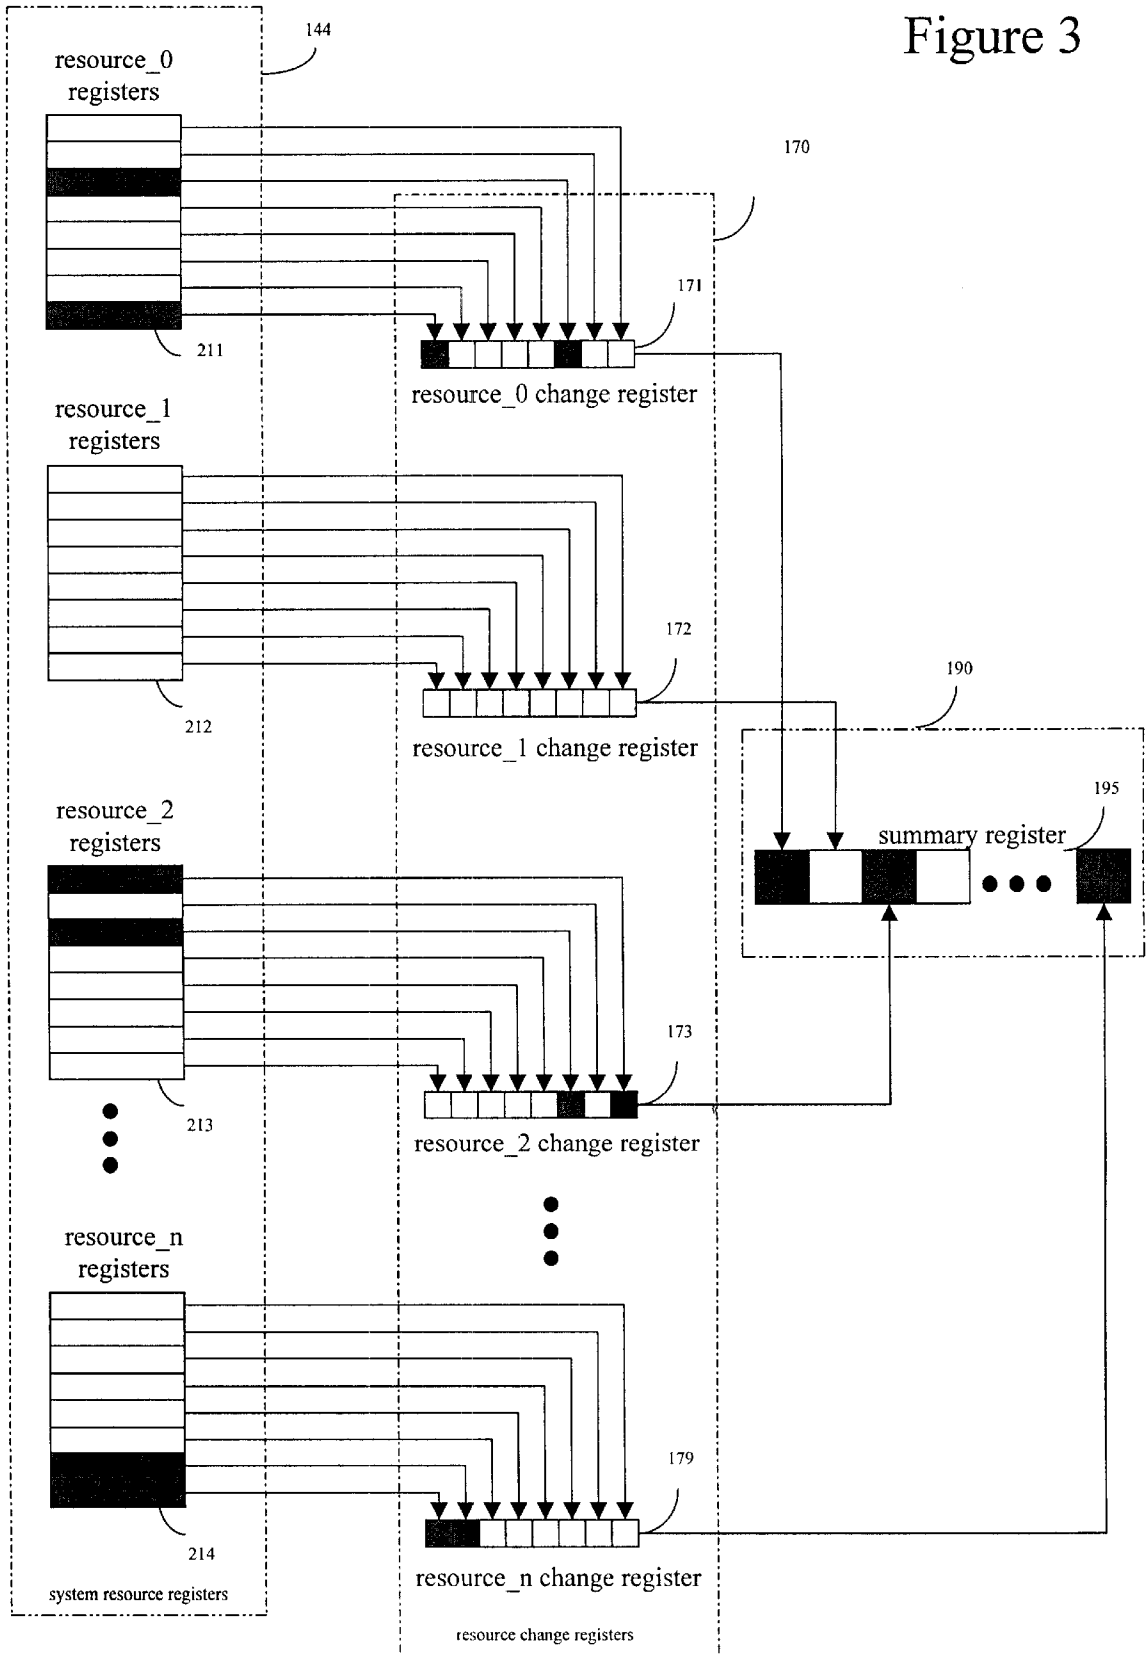 Figure 3
144
resource_0
registers
170
171
211
resource_0 change register
resource_1
registers
172
212
resource_1 change register
190
195
resource_2
registers
summary register
173
213
resource_2 change register
resource_n
registers
179
214
resource_n change register
system resource registers
resource change registers